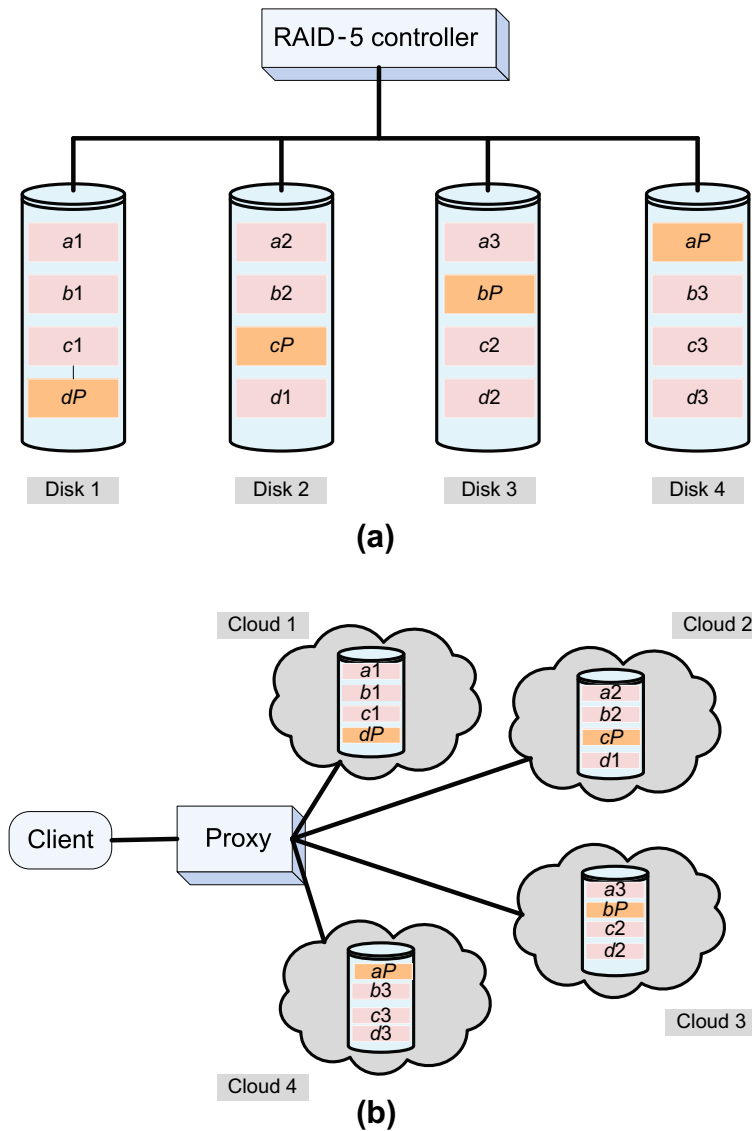 RAID-5 controller
a1 a2 a3 aP
b1 b2 bP b3
c1 cP c2 c3
dP d1 d2 d3
Disk 1 Disk 2 Disk 3 Disk 4
(a)
Cloud 1
a1
b1
c1
dP
Cloud 2
a2
b2
cP
d1
Client
Proxy
a3
bP
c2
d2
Cloud 3
aP
b3
c3
d3
Cloud 4
(b)